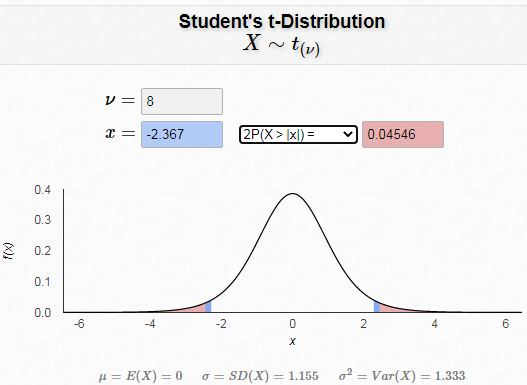 Student's t-Distribution
X ~ t(ν)
ν = 8
x = -2.367 2P(X > |x|) = 0.04546
0.4
0.3
0.2
0.1
0.0
f(x)
-6 -4 -2 0 2 4 6
x
μ = E(X) = 0 σ = SD(X) = 1.155 σ² = Var(X) = 1.333